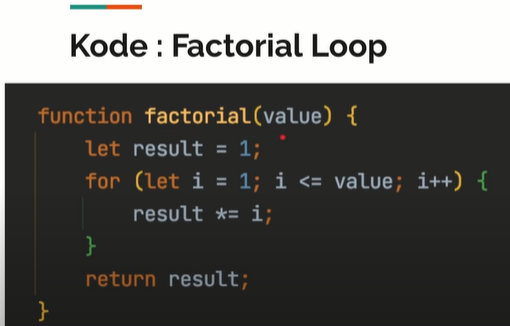 Kode : Factorial Loop
function factorial(value) {
    let result = 1;
    for (let i = 1; i <= value; i++) {
        result *= i;
    }
    return result;
}